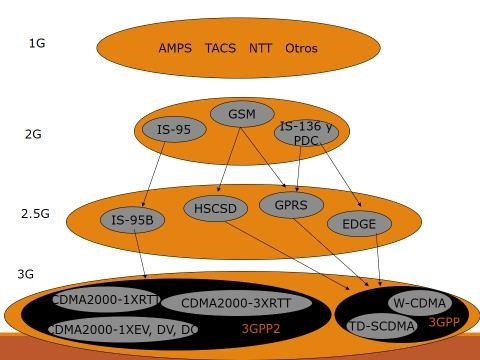 1G
AMPS TACS NTT Otros
2G
GSM
IS-95
IS-136 y
PDC
2.5G
IS-95B
HSCSD
GPRS
EDGE
3G
CDMA2000-1XRTT
CDMA2000-3XRTT
CDMA2000-1XEV, DV, DO
3GPP2
W-CDMA
TD-SCDMA
3GPP